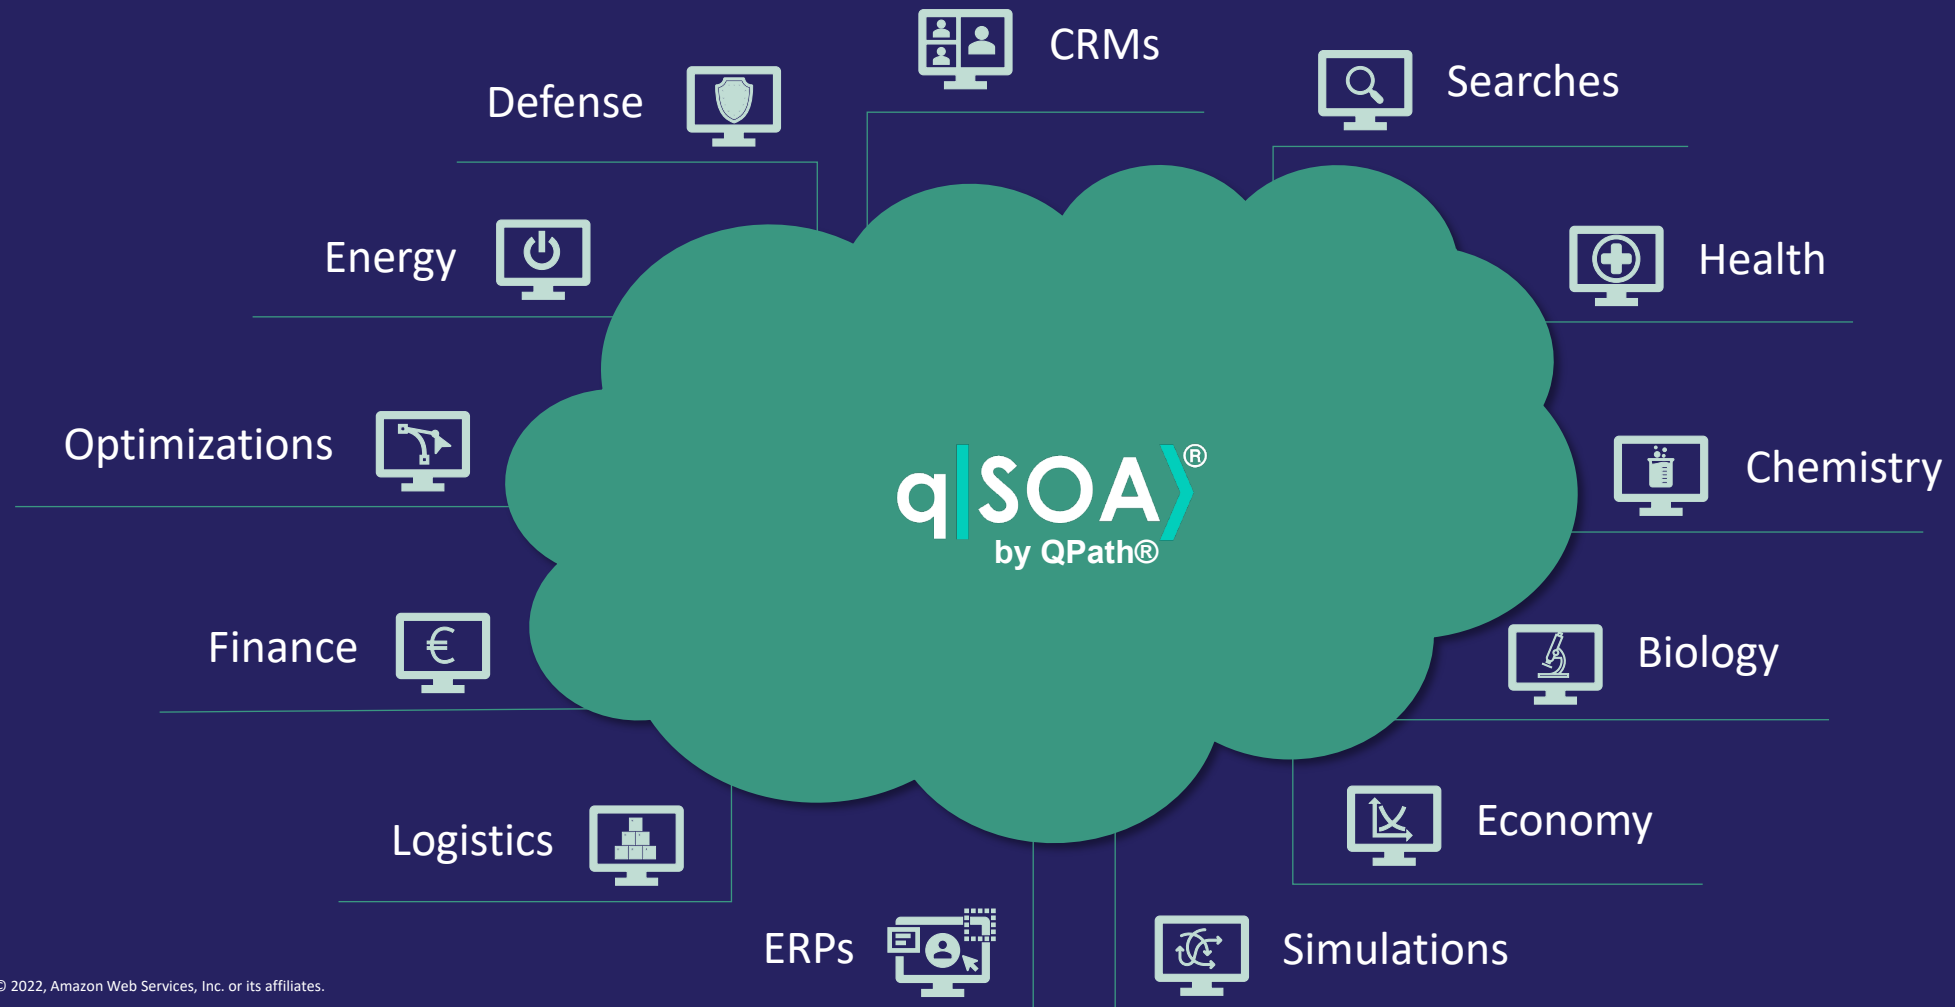 CRMs
Defense
Searches
Energy
Health
Optimizations
q|SOA⟩®
by QPath®
Chemistry
Finance
€
Biology
Logistics
Economy
ERPs
Simulations
© 2022, Amazon Web Services, Inc. or its affiliates.